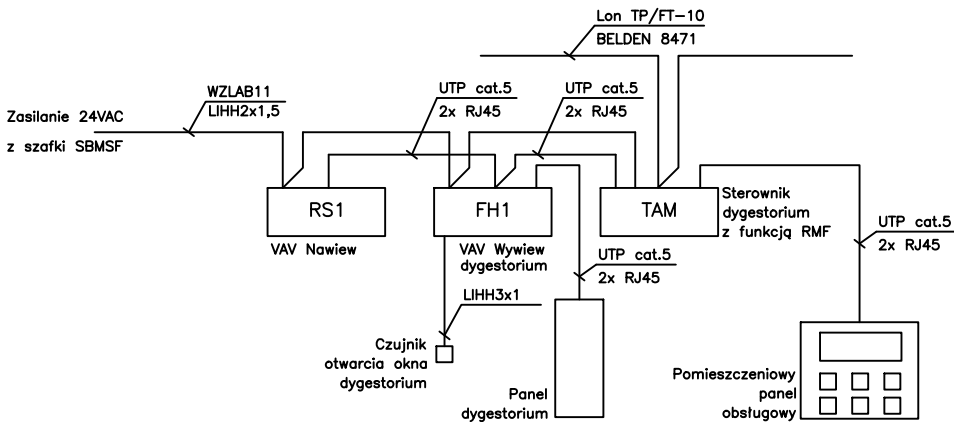 Lon TP/FT-10
BELDEN 8471
WZLAB11
LIHH2x1,5
UTP cat.5
2x RJ45
UTP cat.5
2x RJ45
Zasilanie 24VAC
z szafki SBMSF
RS1
FH1
TAM
Sterownik
dygestorium
z funkcją RMF
VAV Nawiew
VAV Wywiew
dygestorium
UTP cat.5
2x RJ45
UTP cat.5
2x RJ45
LIHH3x1
Czujnik
otwarcia okna
dygestorium
Panel
dygestorium
Pomieszczeniowy
panel
obsługowy